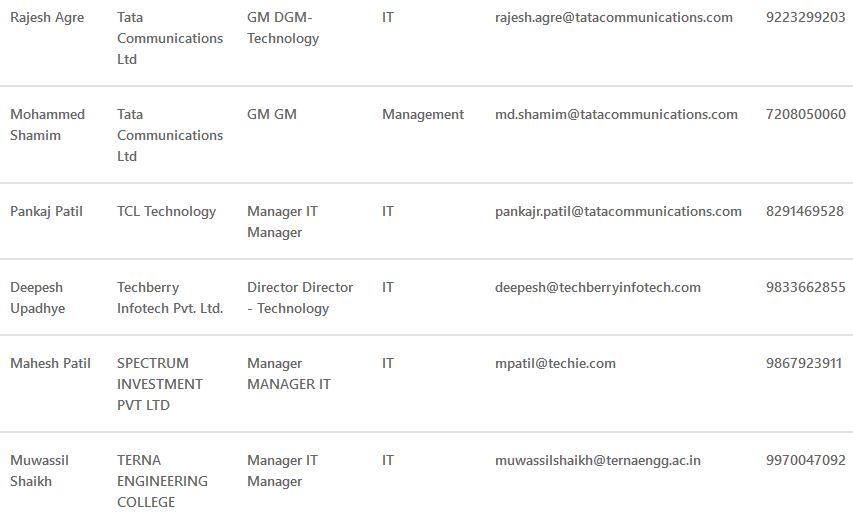 Rajesh Agre Tata GM DGM- IT rajesh.agre@tatacommunications.com 9223299203
Communications Technology
Ltd
Mohammed Tata GM GM Management md.shamim@tatacommunications.com 7208050060
Shamim Communications
Ltd
Pankaj Patil TCL Technology Manager IT IT pankajr.patil@tatacommunications.com 8291469528
Manager
Deepesh Techberry Director Director IT deepesh@techberryinfotech.com 9833662855
Upadhye Infotech Pvt. Ltd. - Technology
Mahesh Patil SPECTRUM Manager IT mpatil@techie.com 9867923911
INVESTMENT MANAGER IT
PVT LTD
Muwassil TERNA Manager IT IT muwassilshaikh@ternaengg.ac.in 9970047092
Shaikh ENGINEERING Manager
COLLEGE